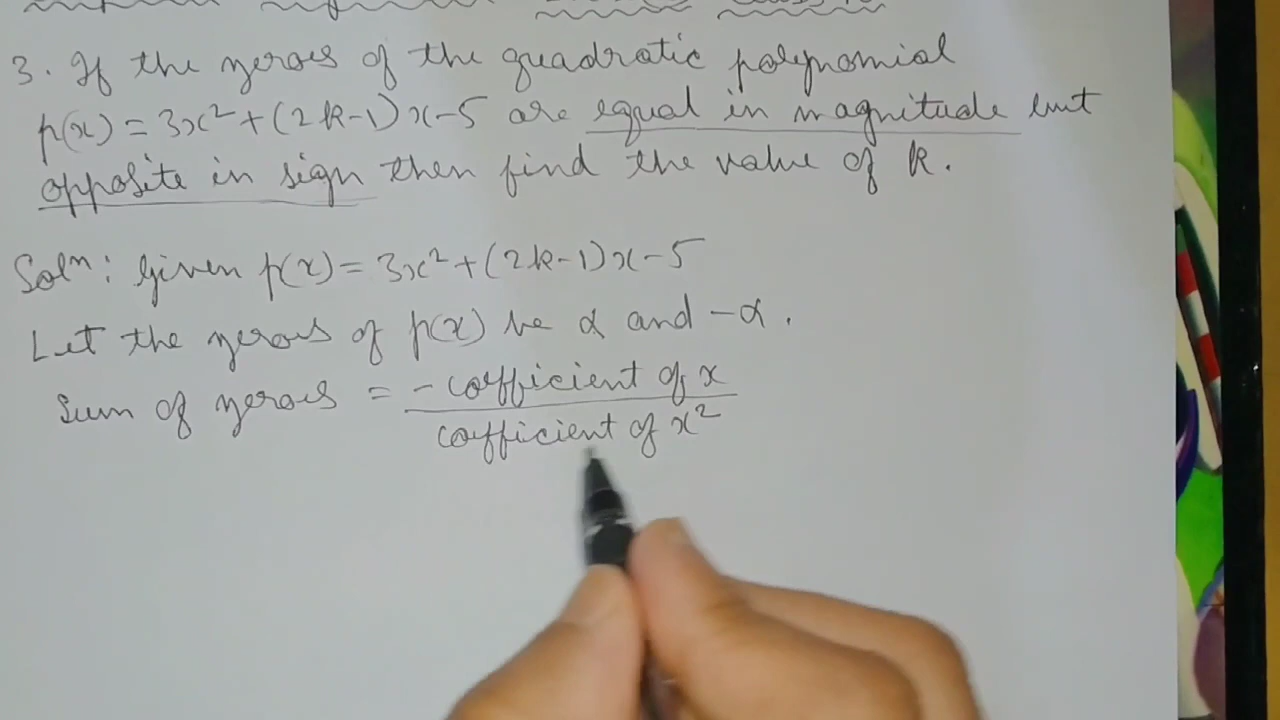 3. If the zeroes of the quadratic polynomial
p(x) = 3x² + (2k-1)x - 5 are equal in magnitude but
opposite in sign then find the value of k.
Solⁿ: Given p(x) = 3x² + (2k-1)x - 5
Let the zeroes of p(x) be α and -α.
Sum of zeroes = - coefficient of x
coefficient of x²